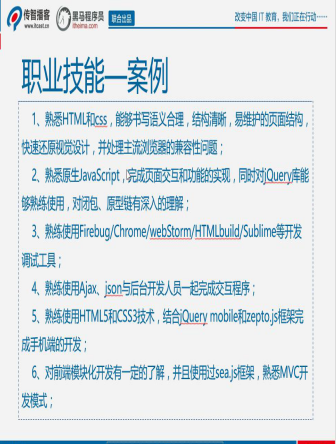 传智播客
www.itcast.cn
黑马程序员
itheima.com
联合出品
改变中国IT教育，我们正在行动······
职业技能—案例
1、熟悉HTML和css，能够书写语义合理，结构清晰，易维护的页面结构，
快速还原视觉设计，并处理主流浏览器的兼容性问题；
2、熟悉原生JavaScript，完成页面交互和功能的实现，同时对jQuery库能
够熟练使用，对闭包、原型链有深入的理解；
3、熟练使用Firebug/Chrome/webStorm/HTMLbuild/Sublime等开发
调试工具；
4、熟练使用Ajax、json与后台开发人员一起完成交互程序；
5、熟练使用HTML5和CSS3技术，结合jQuery mobile和zepto.js框架完
成手机端的开发；
6、对前端模块化开发有一定的了解，并且使用过sea.js框架，熟悉MVC开
发模式；